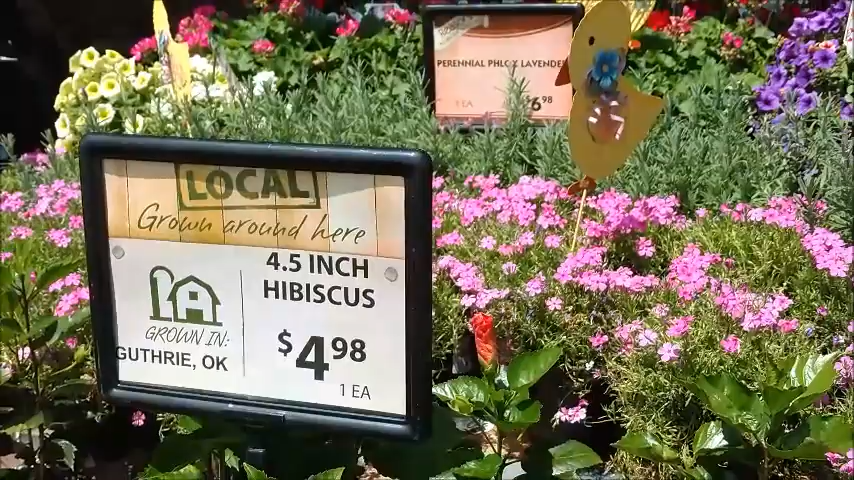 PERENNIAL PHLOX LAVENDER
1 EA
$6 98
LOCAL
Grown around here
4.5 INCH
HIBISCUS
GROWN IN:
GUTHRIE, OK
$4 98
1 EA